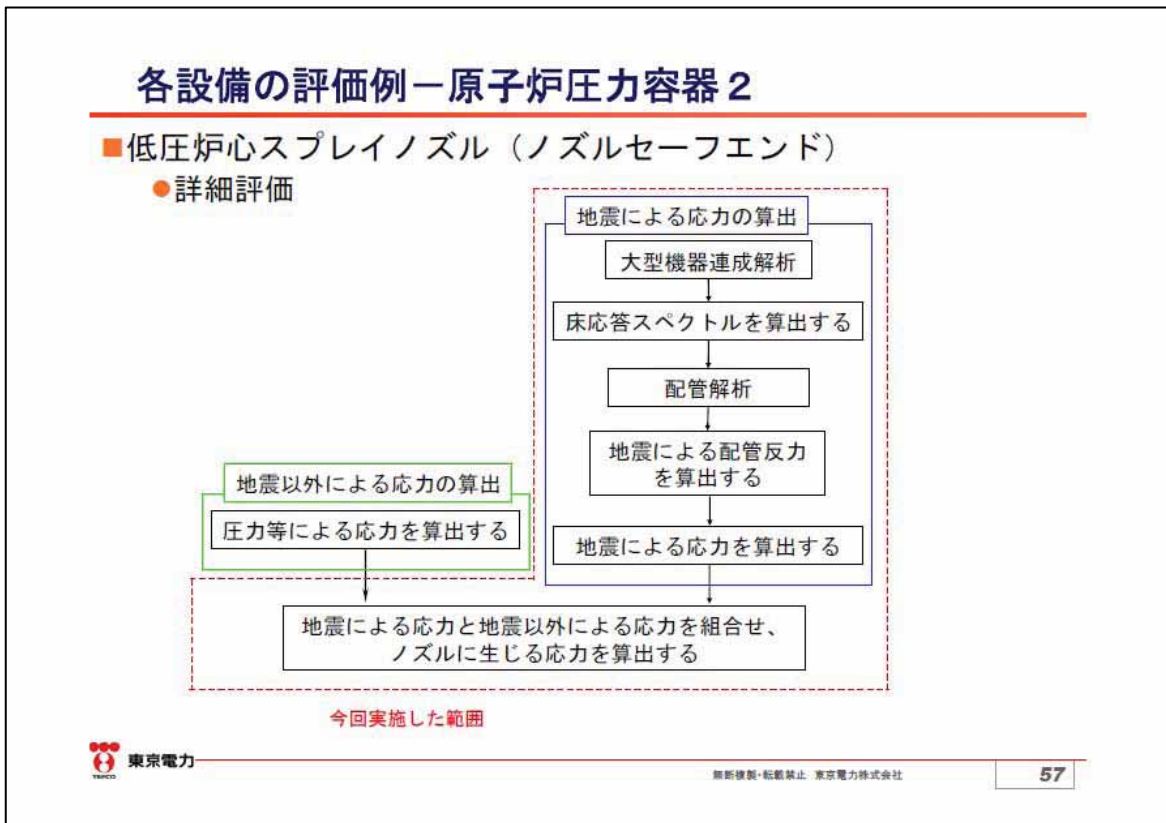 各設備の評価例－原子炉圧力容器２
■低圧炉心スプレイノズル（ノズルセーフエンド）
●詳細評価
地震による応力の算出
大型機器連成解析
床応答スペクトルを算出する
配管解析
地震による配管反力
を算出する
地震による応力を算出する
地震以外による応力の算出
圧力等による応力を算出する
地震による応力と地震以外による応力を組合せ、
ノズルに生じる応力を算出する
今回実施した範囲
TEPCO
東京電力
無断複製・転載禁止 東京電力株式会社
57